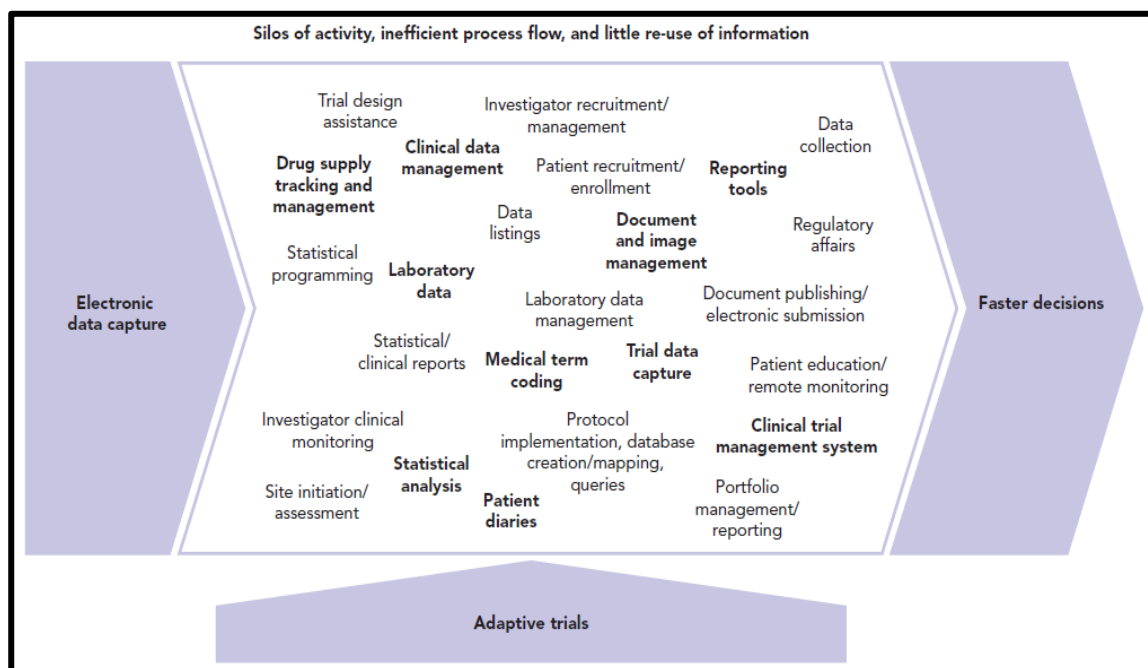 Silos of activity, inefficient process flow, and little re-use of information
Electronic
data capture
Trial design
assistance
Investigator recruitment/
management
Data
collection
Clinical data
management
Drug supply
tracking and
management
Patient recruitment/
enrollment
Reporting
tools
Data
listings
Document
and image
management
Regulatory
affairs
Statistical
programming
Laboratory
data
Laboratory data
management
Document publishing/
electronic submission
Statistical/
clinical reports
Medical term
coding
Trial data
capture
Patient education/
remote monitoring
Investigator clinical
monitoring
Protocol
implementation, database
creation/mapping,
queries
Clinical trial
management system
Statistical
analysis
Site initiation/
assessment
Patient
diaries
Portfolio
management/
reporting
Faster decisions
Adaptive trials